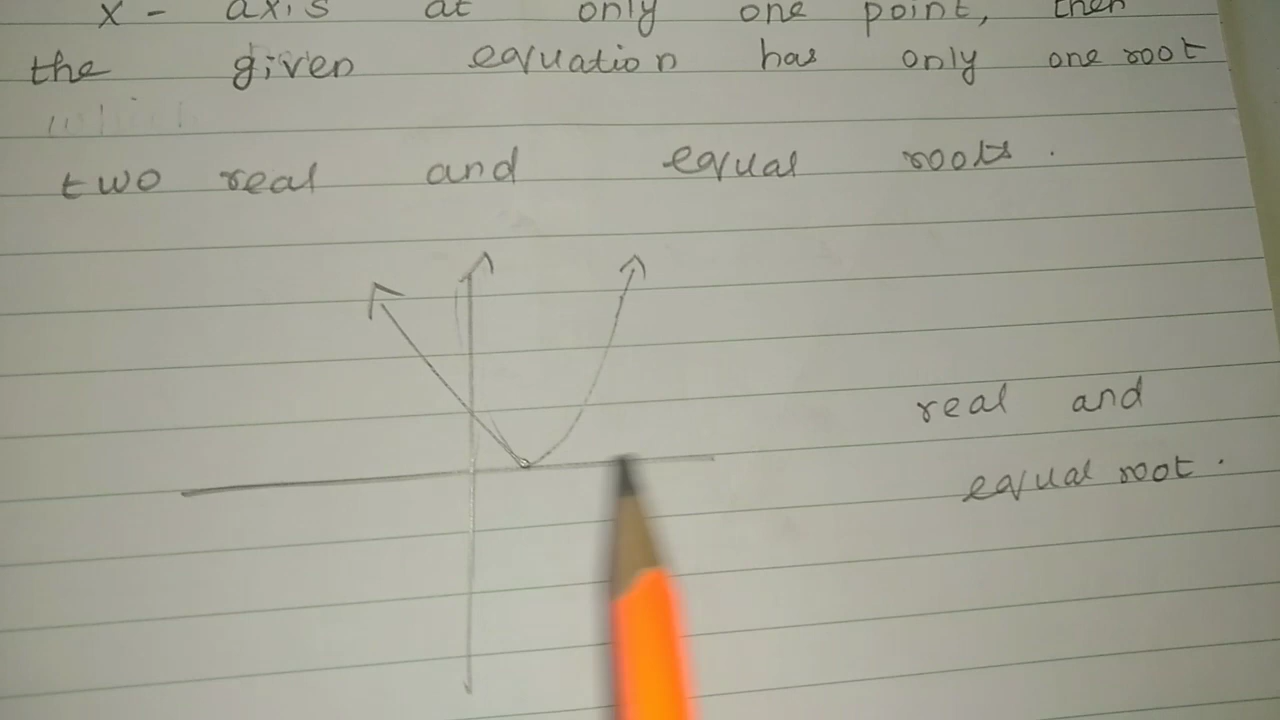 x - axis at only one point, then
the given equation has only one root
two real and equal roots.
real and
equal root.